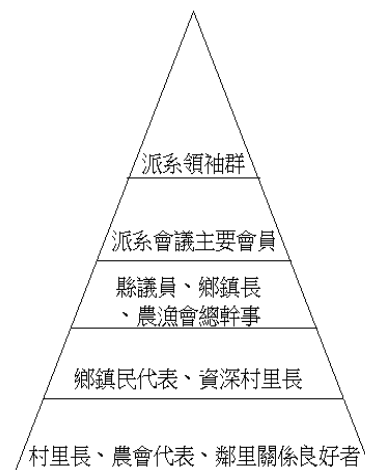 派系領袖群
派系會議主要會員
縣議員、鄉鎮長
、農漁會總幹事
鄉鎮民代表、資深村里長
村里長、農會代表、鄰里關係良好者